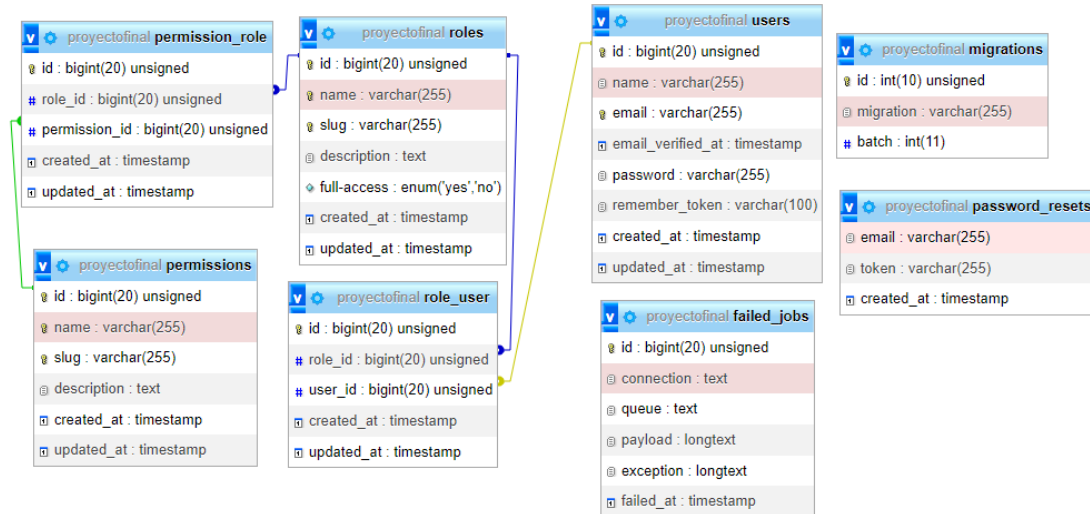 proyectofinal permission_role
id : bigint(20) unsigned
role_id : bigint(20) unsigned
permission_id : bigint(20) unsigned
created_at : timestamp
updated_at : timestamp
proyectofinal permissions
id : bigint(20) unsigned
name : varchar(255)
slug : varchar(255)
description : text
created_at : timestamp
updated_at : timestamp
proyectofinal roles
id : bigint(20) unsigned
name : varchar(255)
slug : varchar(255)
description : text
full-access : enum('yes','no')
created_at : timestamp
updated_at : timestamp
proyectofinal role_user
id : bigint(20) unsigned
role_id : bigint(20) unsigned
user_id : bigint(20) unsigned
created_at : timestamp
updated_at : timestamp
proyectofinal users
id : bigint(20) unsigned
name : varchar(255)
email : varchar(255)
email_verified_at : timestamp
password : varchar(255)
remember_token : varchar(100)
created_at : timestamp
updated_at : timestamp
proyectofinal failed_jobs
id : bigint(20) unsigned
connection : text
queue : text
payload : longtext
exception : longtext
failed_at : timestamp
proyectofinal migrations
id : int(10) unsigned
migration : varchar(255)
batch : int(11)
proyectofinal password_resets
email : varchar(255)
token : varchar(255)
created_at : timestamp